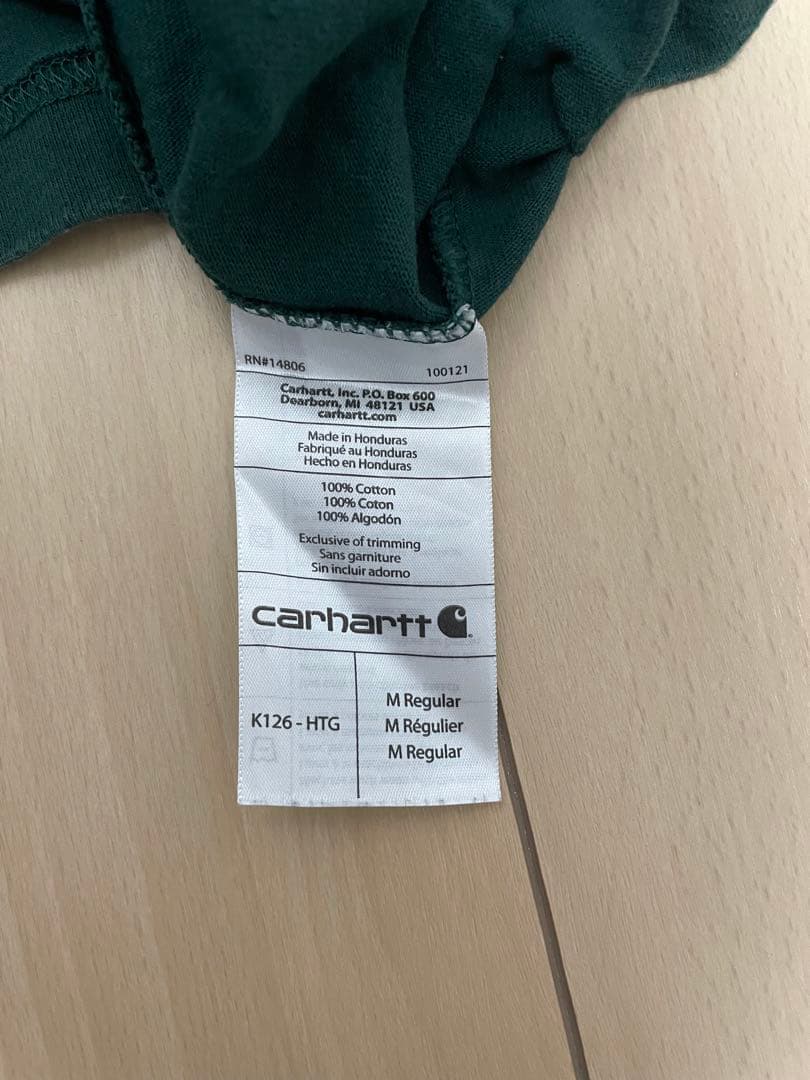 RN#14806 100121
Carhartt, Inc. P.O. Box 600
Dearborn, MI 48121 USA
carhartt.com
Made in Honduras
Fabriqué au Honduras
Hecho en Honduras
100% Cotton
100% Coton
100% Algodón
Exclusive of trimming
Sans garniture
Sin incluir adorno
carhartt
K126 - HTG
M Regular
M Régulier
M Regular